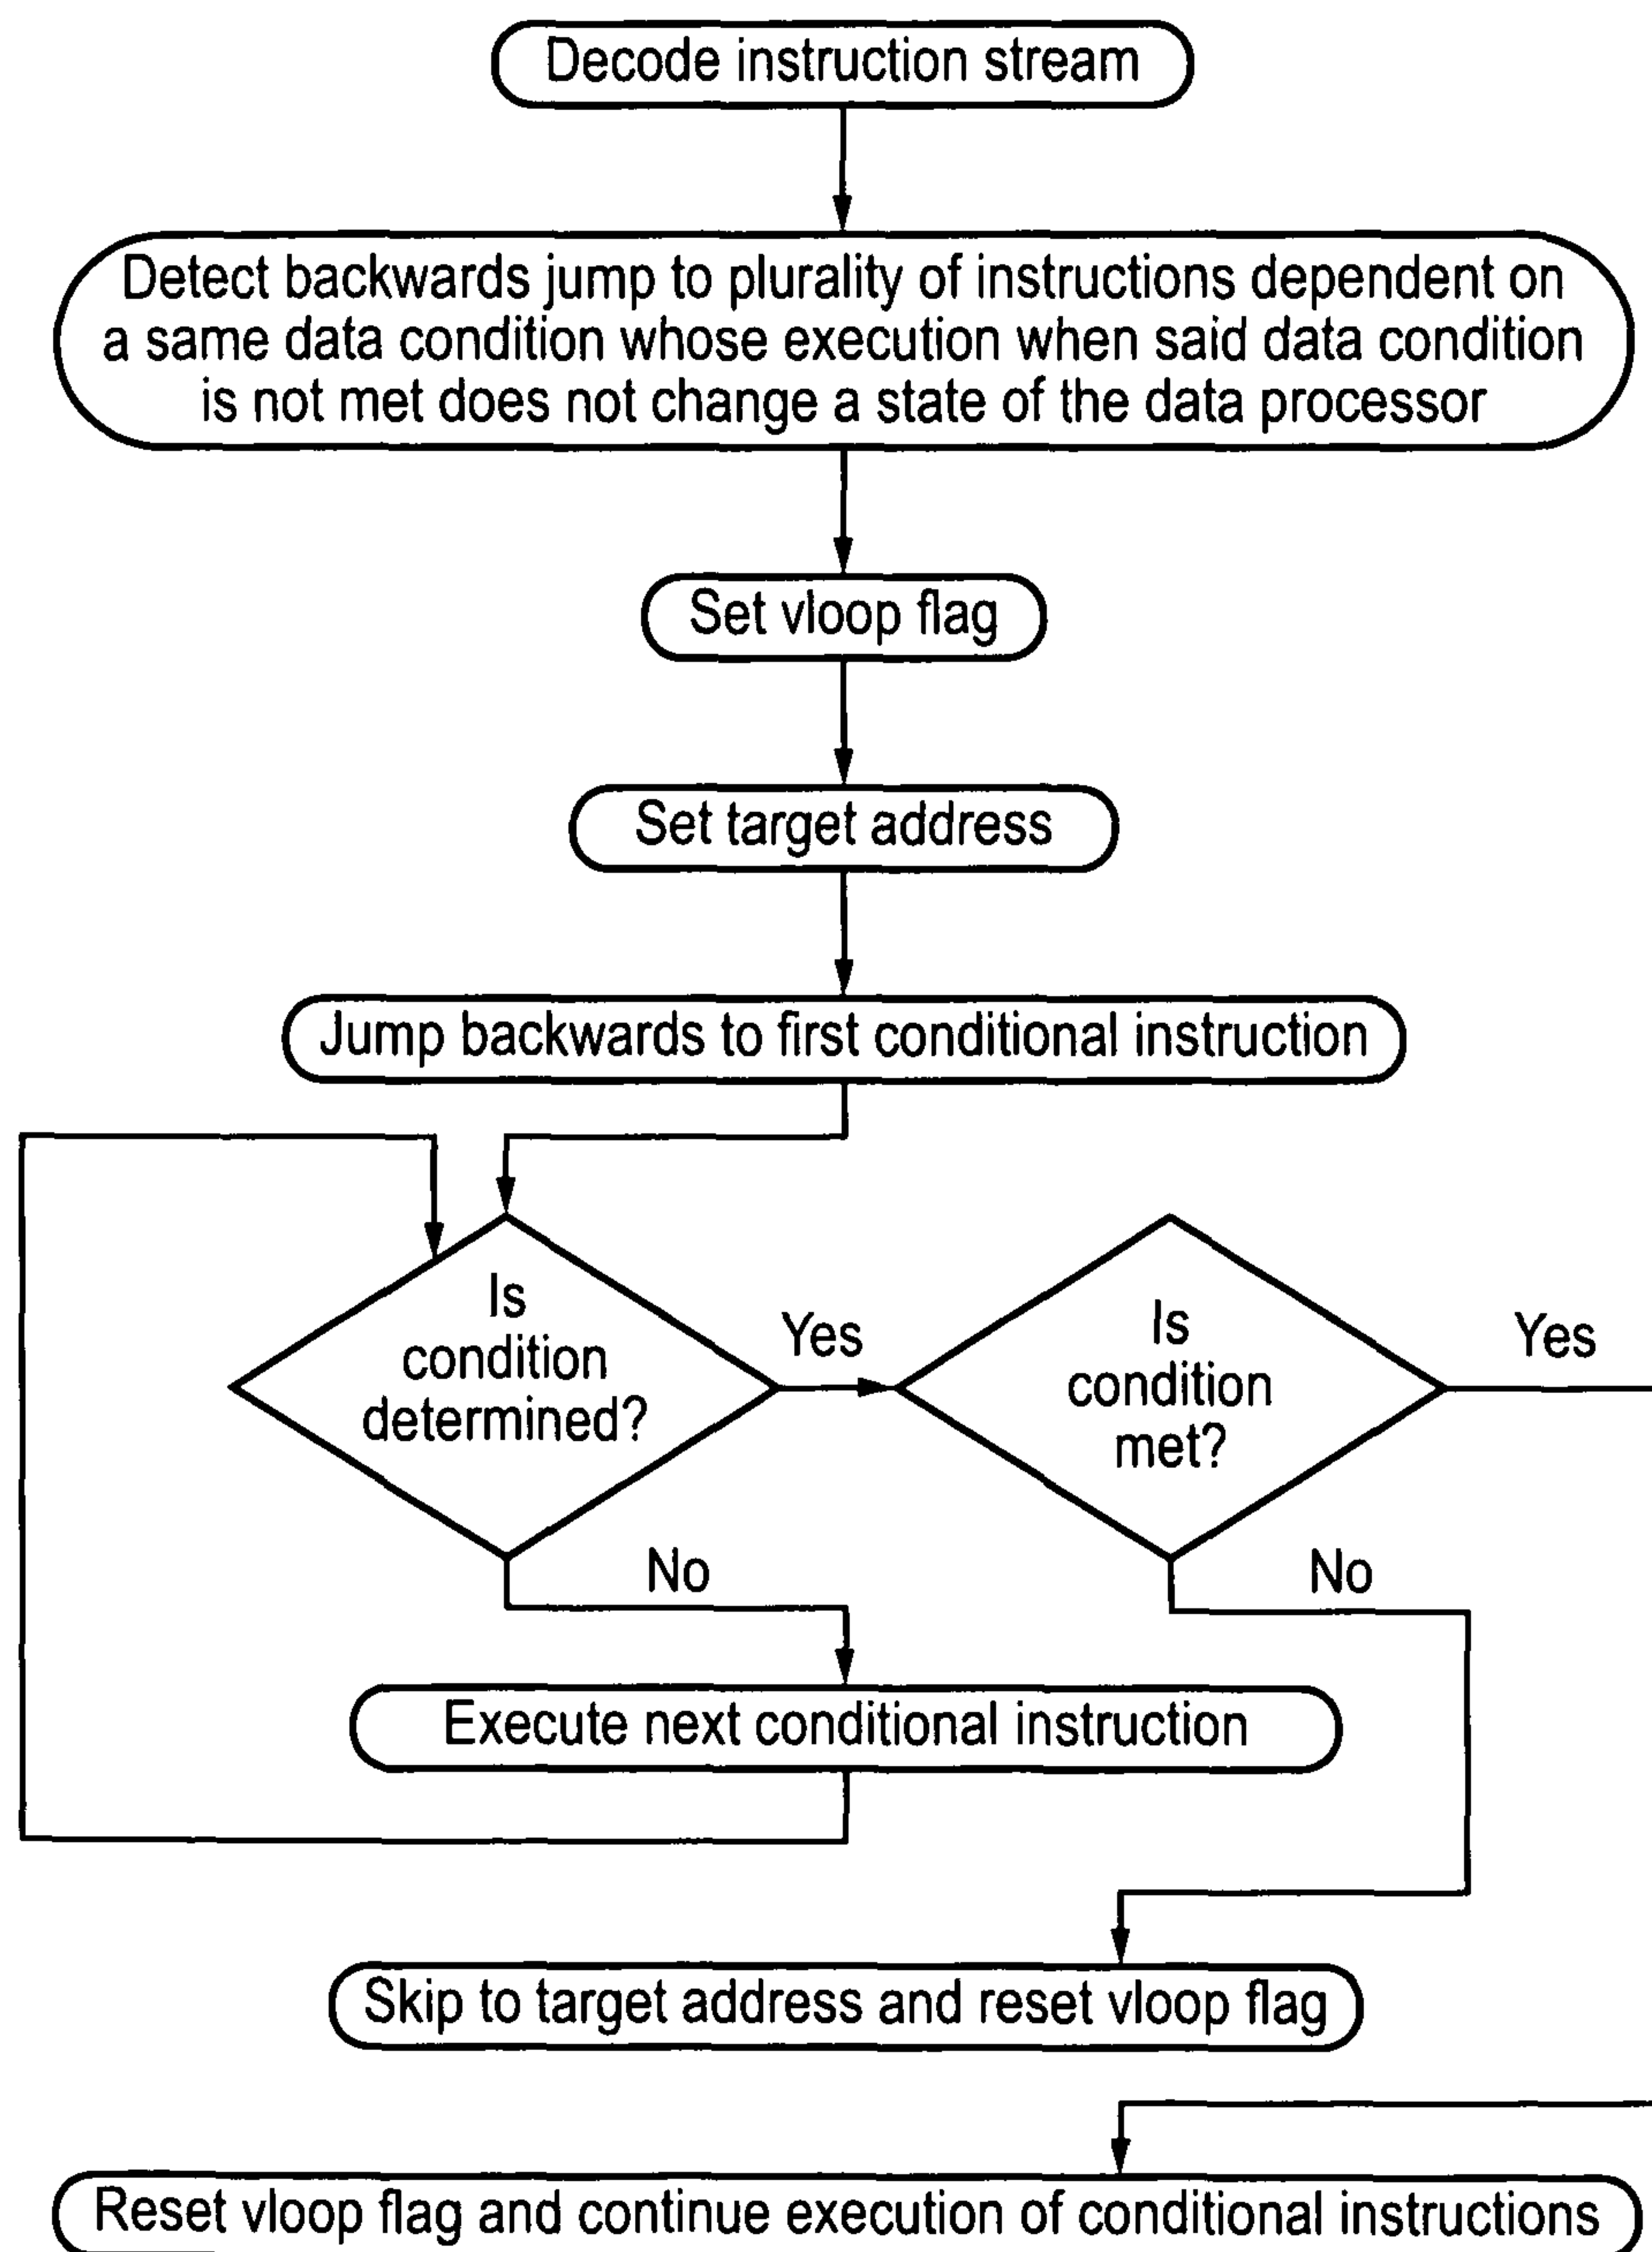 Decode instruction stream
Detect backwards jump to plurality of instructions dependent on
a same data condition whose execution when said data condition
is not met does not change a state of the data processor
Set vloop flag
Set target address
Jump backwards to first conditional instruction
Is
condition
determined?
Yes
Is
condition
met?
Yes
No
No
Execute next conditional instruction
Skip to target address and reset vloop flag
Reset vloop flag and continue execution of conditional instructions